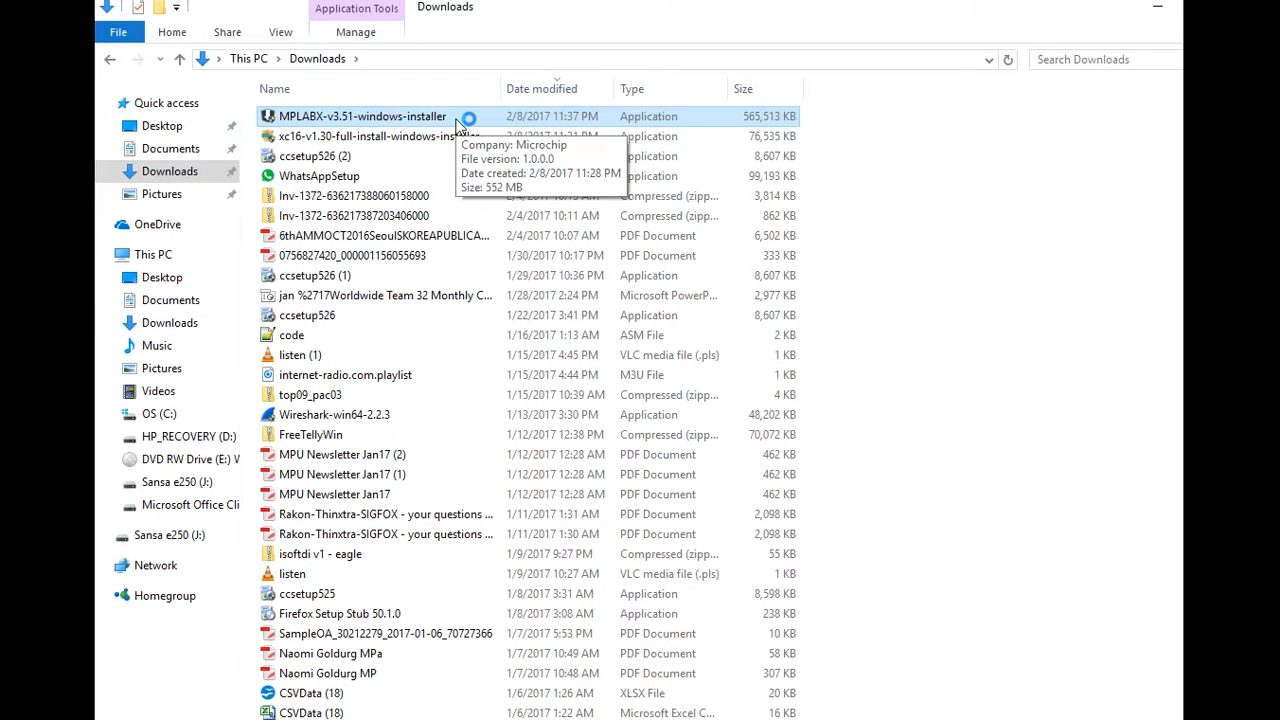 Application Tools Downloads
File Home Share View Manage
This PC Downloads Search Downloads
Name Date modified Type Size
Quick access
Desktop
Documents
Downloads
Pictures
OneDrive
This PC
Desktop
Documents
Downloads
Music
Pictures
Videos
OS (C:)
HP_RECOVERY (D:)
DVD RW Drive (E:) W
Sansa e250 (J:)
Microsoft Office Cli
Sansa e250 (J:)
Network
Homegroup
MPLABX-v3.51-windows-installer 2/8/2017 11:37 PM Application 565,513 KB
xc16-v1.30-full-install-windows-installer 2/8/2017 11:21 PM Application 76,535 KB
ccsetup526 (2) Application 8,607 KB
WhatsAppSetup Application 99,193 KB
Inv-1372-636217388060158000 2/4/2017 10:13 AM Compressed (zipp... 3,814 KB
Inv-1372-636217387203406000 2/4/2017 10:11 AM Compressed (zipp... 862 KB
6thAMMOCT2016SeoulSKOREAPUBLICA... 2/4/2017 10:07 AM PDF Document 6,502 KB
0756827420_000001156055693 1/30/2017 10:17 PM PDF Document 333 KB
ccsetup526 (1) 1/29/2017 10:36 PM Application 8,607 KB
jan %2717Worldwide Team 32 Monthly C... 1/28/2017 2:24 PM Microsoft PowerP... 2,977 KB
ccsetup526 1/22/2017 3:41 PM Application 8,607 KB
code 1/16/2017 1:13 AM ASM File 2 KB
listen (1) 1/15/2017 4:45 PM VLC media file (.pls) 1 KB
internet-radio.com.playlist 1/15/2017 4:44 PM M3U File 1 KB
top09_pac03 1/15/2017 10:39 AM Compressed (zipp... 4 KB
Wireshark-win64-2.2.3 1/13/2017 3:30 PM Application 48,202 KB
FreeTellyWin 1/12/2017 12:38 PM Compressed (zipp... 70,072 KB
MPU Newsletter Jan17 (2) 1/12/2017 12:28 AM PDF Document 462 KB
MPU Newsletter Jan17 (1) 1/12/2017 12:28 AM PDF Document 462 KB
MPU Newsletter Jan17 1/12/2017 12:28 AM PDF Document 462 KB
Rakon-Thinxtra-SIGFOX - your questions ... 1/11/2017 1:31 AM PDF Document 2,098 KB
Rakon-Thinxtra-SIGFOX - your questions ... 1/11/2017 1:30 AM PDF Document 2,098 KB
isoftdi v1 - eagle 1/9/2017 9:27 PM Compressed (zipp... 55 KB
listen 1/9/2017 10:27 AM VLC media file (.pls) 1 KB
ccsetup525 1/8/2017 3:31 AM Application 8,598 KB
Firefox Setup Stub 50.1.0 1/8/2017 3:08 AM Application 238 KB
SampleOA_30212279_2017-01-06_70727366 1/7/2017 5:53 PM PDF Document 10 KB
Naomi Goldurg MPa 1/7/2017 10:53 AM PDF Document 58 KB
Naomi Goldurg MP 1/7/2017 10:48 AM PDF Document 307 KB
CSVData (18) 1/6/2017 1:26 AM XLSX File 20 KB
CSVData (18) 1/6/2017 1:22 AM Microsoft Excel C... 16 KB
Company: Microchip
File version: 1.0.0.0
Date created: 2/8/2017 11:28 PM
Size: 552 MB